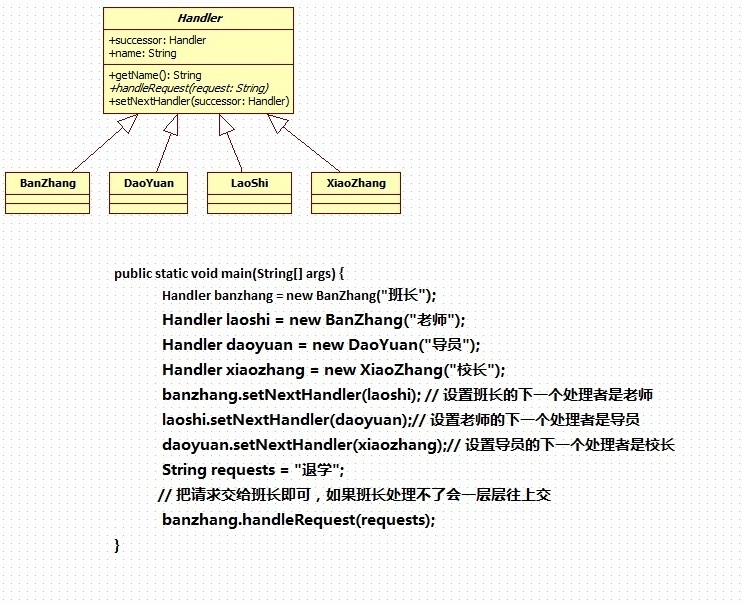 Handler
+successor: Handler
+name: String
+getName(): String
+handleRequest(request: String)
+setNextHandler(successor: Handler)
BanZhang
DaoYuan
LaoShi
XiaoZhang
public static void main(String[] args) {
Handler banzhang = new BanZhang("班长");
Handler laoshi = new BanZhang("老师");
Handler daoyuan = new DaoYuan("导员");
Handler xiaozhang = new XiaoZhang("校长");
banzhang.setNextHandler(laoshi); // 设置班长的下一个处理者是老师
laoshi.setNextHandler(daoyuan);// 设置老师的下一个处理者是导员
daoyuan.setNextHandler(xiaozhang);// 设置导员的下一个处理者是校长
String requests = "退学";
// 把请求交给班长即可，如果班长处理不了会一层层往上交
banzhang.handleRequest(requests);
}